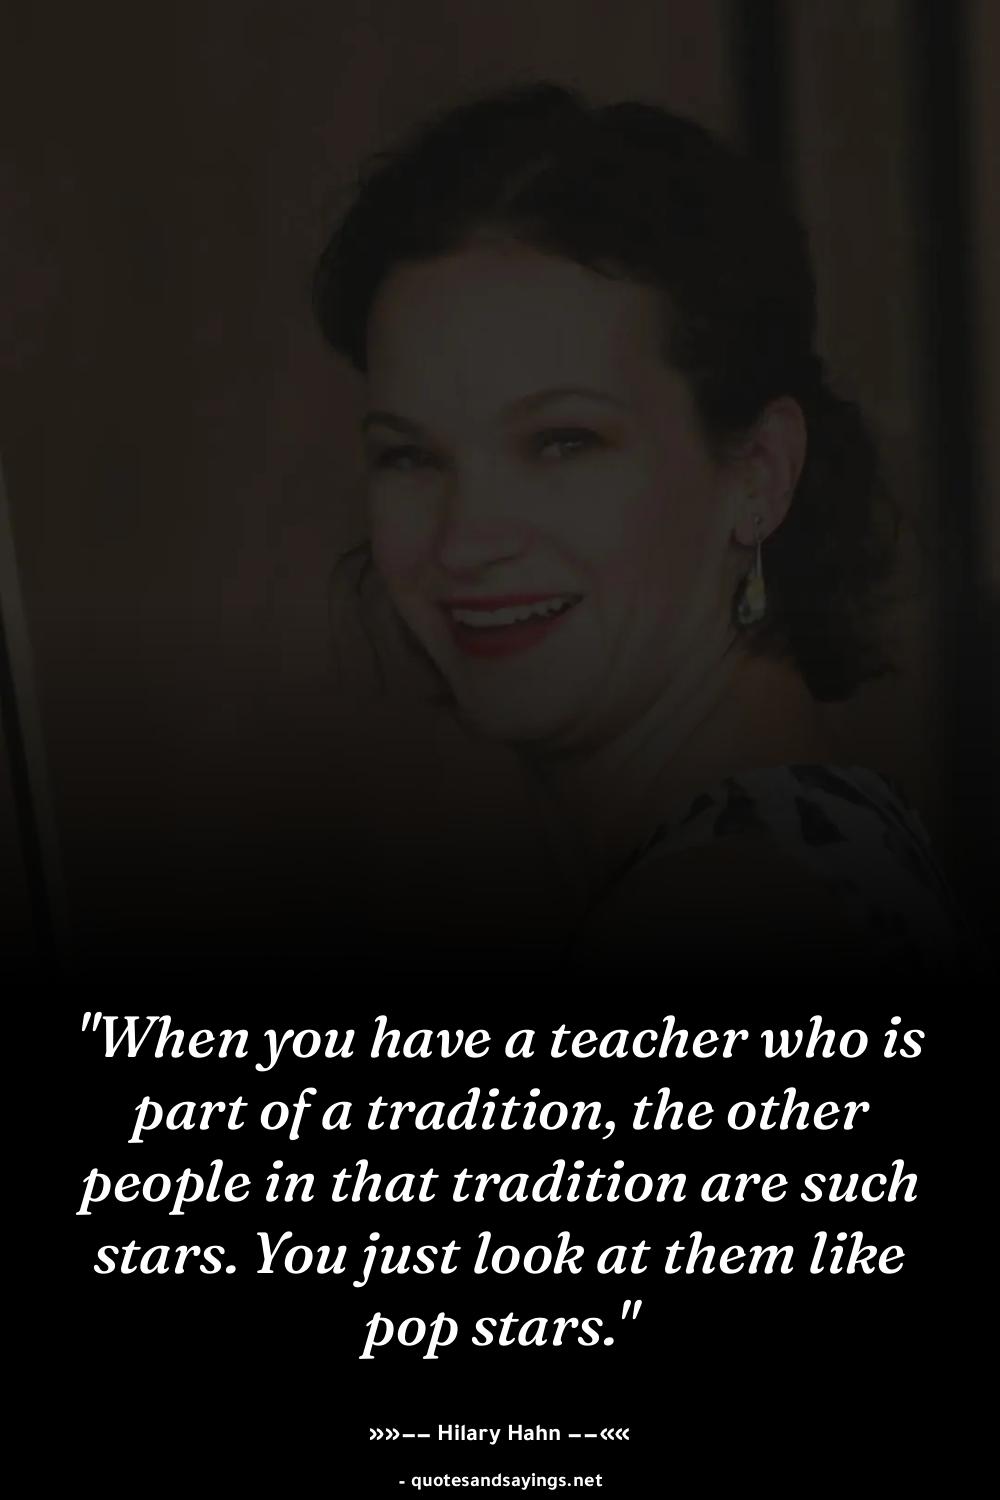 "When you have a teacher who is
part of a tradition, the other
people in that tradition are such
stars. You just look at them like
pop stars."
»»−− Hilary Hahn −−««
- quotesandsayings.net